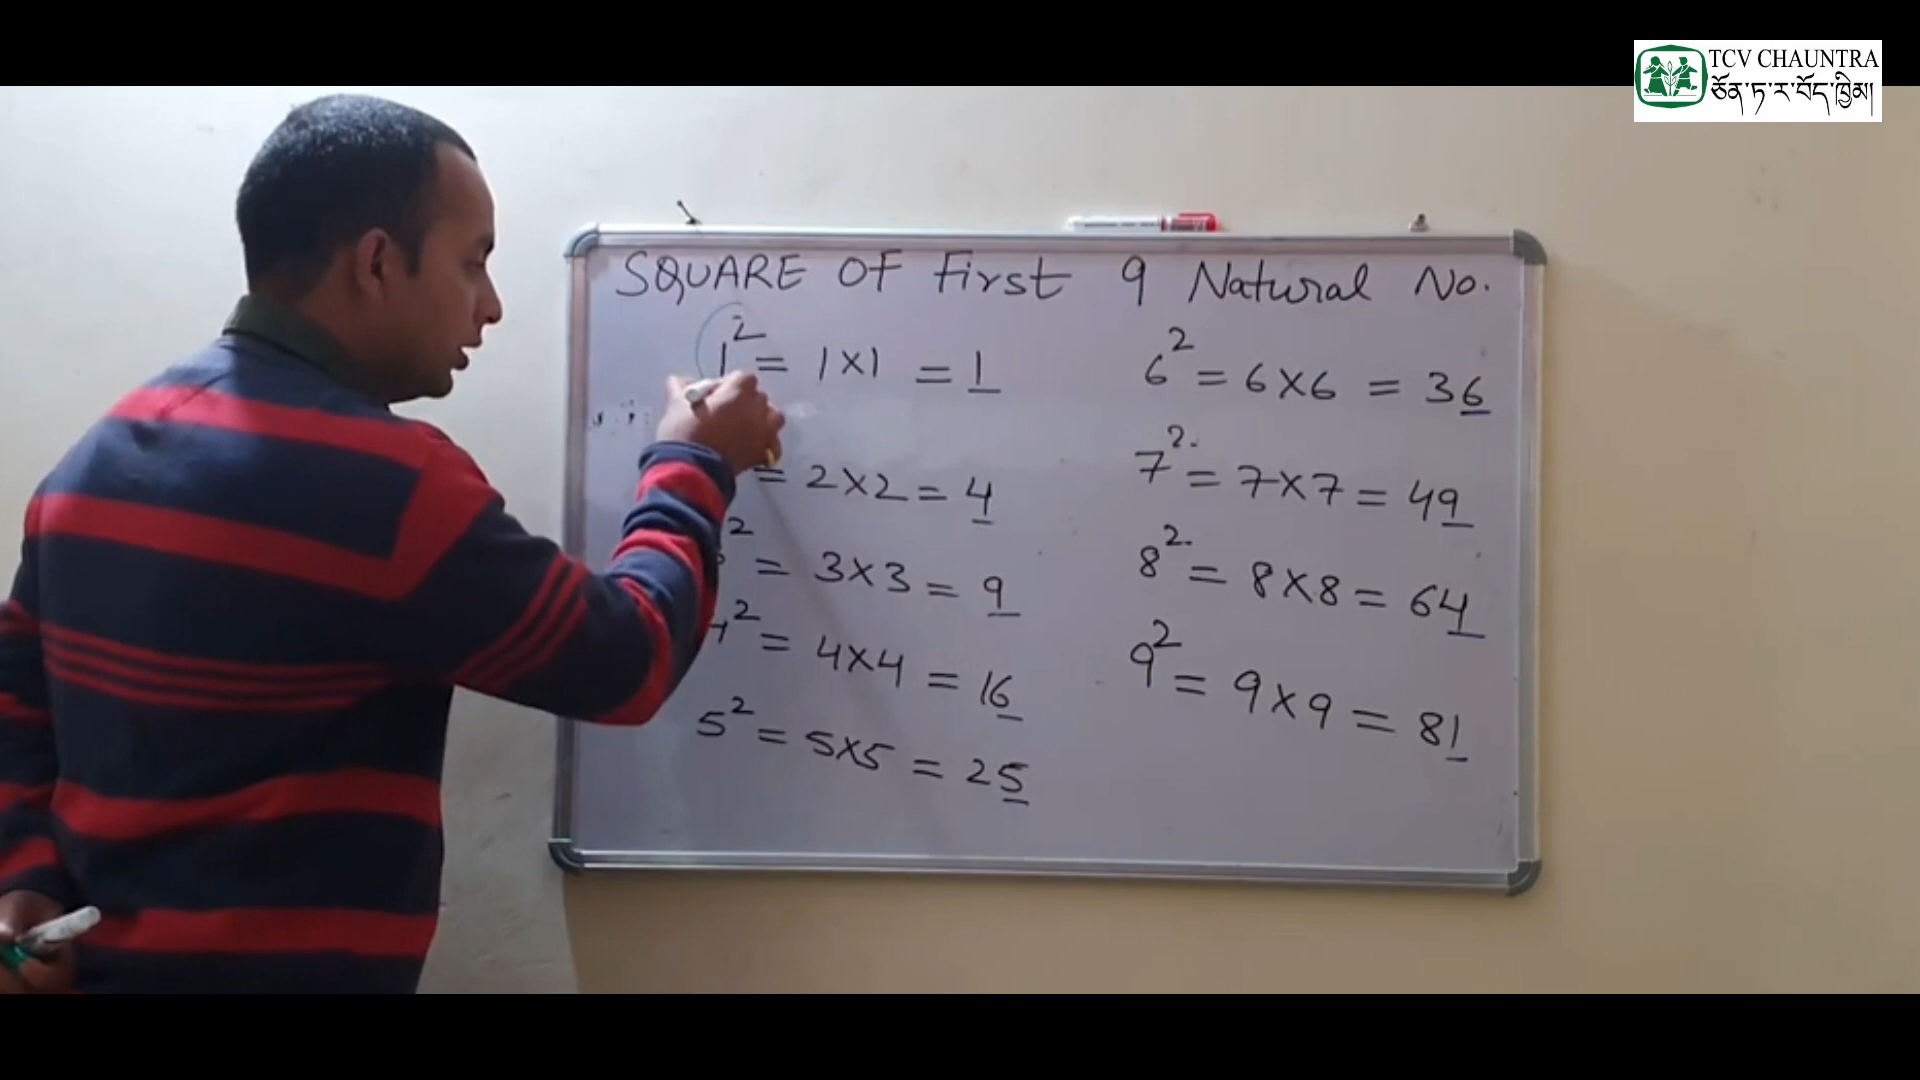 TCV CHAUNTRA
ཅོན་ཏ་ར་བོད་ཁྱིམ།
SQUARE OF First 9 Natural No.
1² = 1×1 = 1
= 2×2 = 4
² = 3×3 = 9
4² = 4×4 = 16
5² = 5×5 = 25
6² = 6×6 = 36
7² = 7×7 = 49
8² = 8×8 = 64
9² = 9×9 = 81